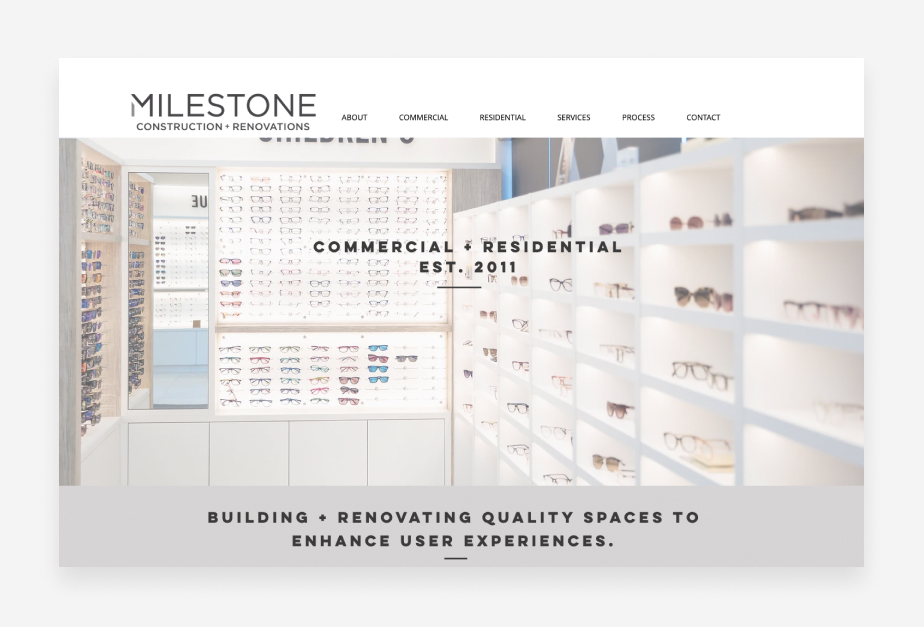 MILESTONE
CONSTRUCTION + RENOVATIONS
ABOUT COMMERCIAL RESIDENTIAL SERVICES PROCESS CONTACT
CHILDREN'S
COMMERCIAL + RESIDENTIAL
EST. 2011
BUILDING + RENOVATING QUALITY SPACES TO
ENHANCE USER EXPERIENCES.